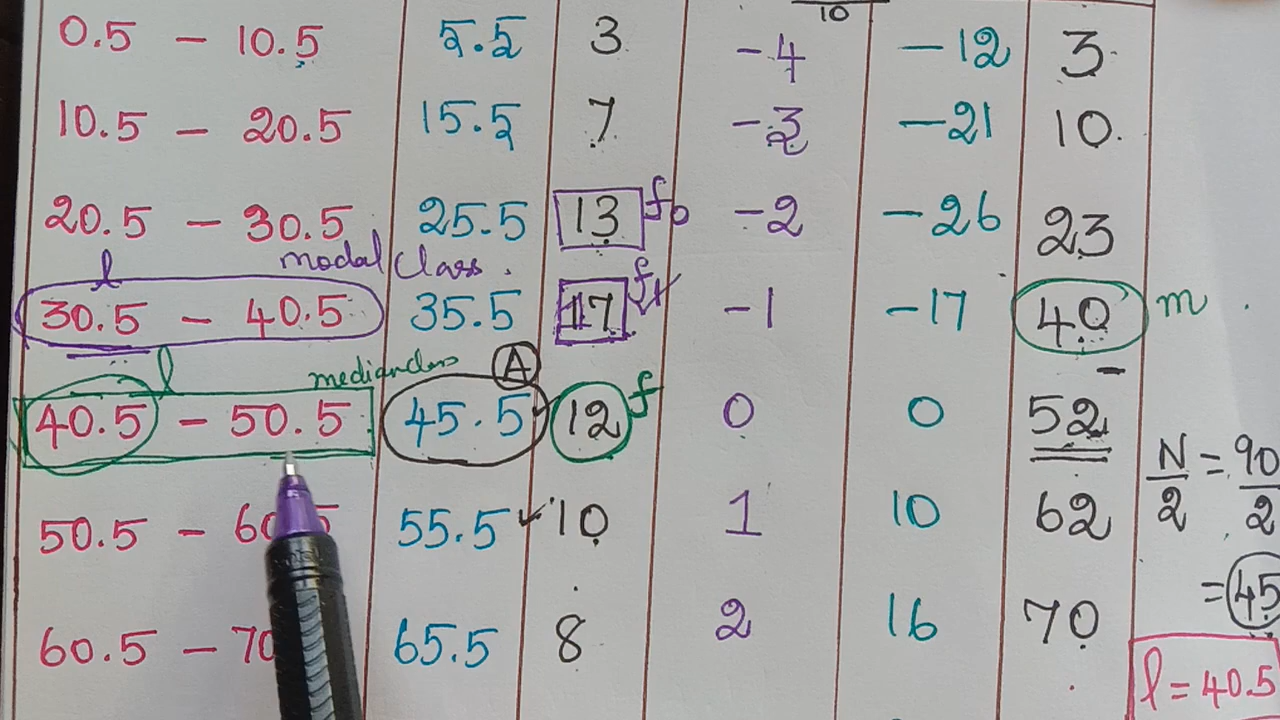 10
0.5 – 10.5 5.5 3 -4 -12 3
10.5 – 20.5 15.5 7 -3 -21 10
20.5 – 30.5 25.5 13 f0 -2 -26 23
l modal class
30.5 – 40.5 35.5 17 f1 -1 -17 40 m
l median class A
40.5 – 50.5 45.5 12 f 0 0 52
N/2 = 90/2
50.5 – 60.5 55.5 10 1 10 62
= 45
60.5 – 70 65.5 8 2 16 70
l = 40.5